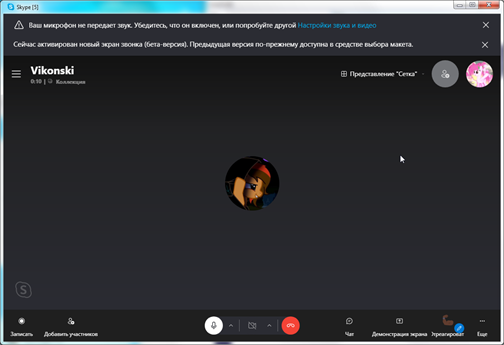 Skype [5]
Ваш микрофон не передает звук. Убедитесь, что он включен, или попробуйте другой Настройки звука и видео
Сейчас активирован новый экран звонка (бета-версия). Предыдущая версия по-прежнему доступна в средстве выбора макета.
Vikonski
0:10 | Коллекция
Представление "Сетка"
Записать
Добавить участников
Чат
Демонстрация экрана
Утреагировать
Еще